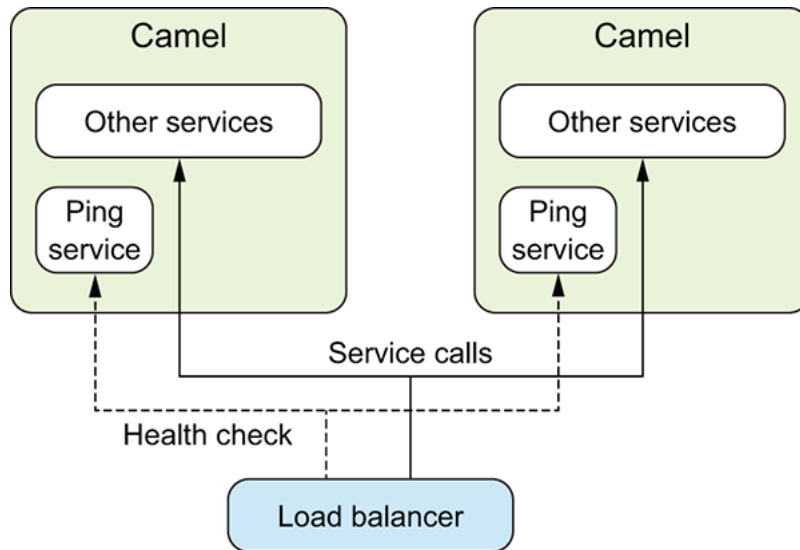 Camel
Other services
Ping
service
Camel
Other services
Ping
service
Service calls
Health check
Load balancer